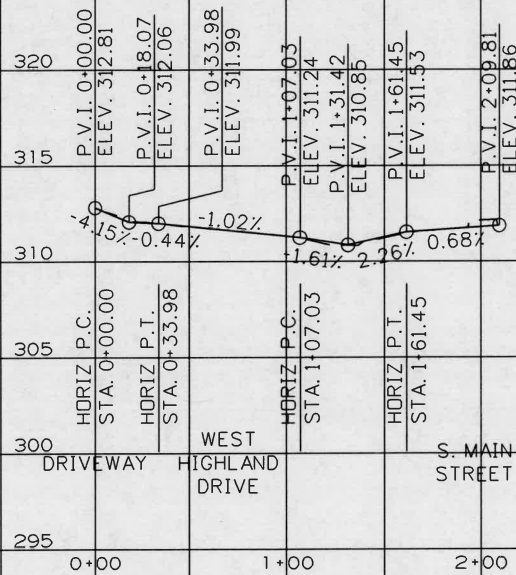 320
315
310
305
300
295
P.V.I. 0+00.00
ELEV. 312.81
P.V.I. 0+18.07
ELEV. 312.06
P.V.I. 0+33.98
ELEV. 311.99
P.V.I. 1+07.03
ELEV. 311.24
P.V.I. 1+31.42
ELEV. 310.85
P.V.I. 1+61.45
ELEV. 311.53
P.V.I. 2+09.81
ELEV. 311.86
-4.15%
-0.44%
-1.02%
-1.61%
2.26%
0.68%
HORIZ P.C.
STA. 0+00.00
HORIZ P.T.
STA. 0+33.98
HORIZ P.C.
STA. 1+07.03
HORIZ P.T.
STA. 1+61.45
DRIVEWAY
WEST
HIGHLAND
DRIVE
S. MAIN
STREET
0+00
1+00
2+00